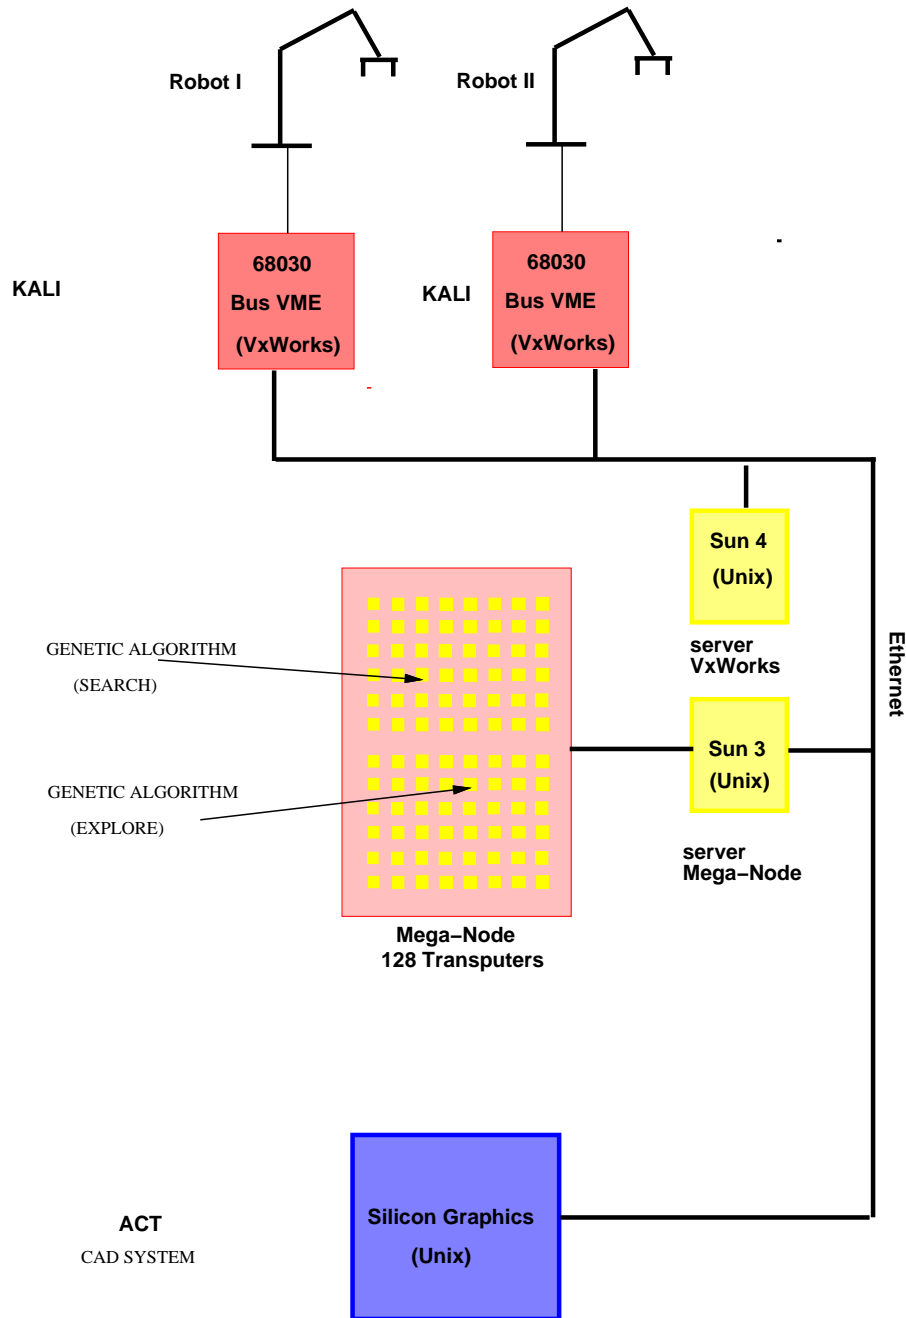 Robot I
Robot II
68030
Bus VME
(VxWorks)
68030
Bus VME
(VxWorks)
KALI
KALI
Sun 4
(Unix)
server
VxWorks
Ethernet
GENETIC ALGORITHM
(SEARCH)
Sun 3
(Unix)
GENETIC ALGORITHM
(EXPLORE)
server
Mega−Node
Mega−Node
128 Transputers
Silicon Graphics
(Unix)
ACT
CAD SYSTEM